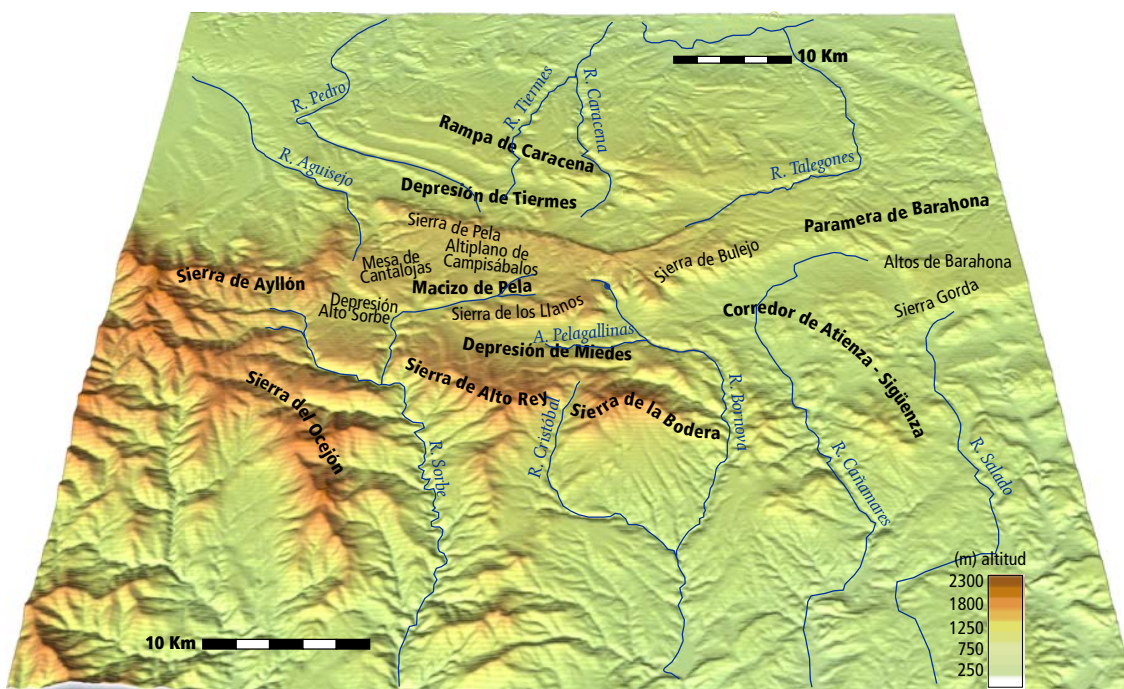 10 Km
R. Pedro
R. Tiermes
R. Caracena
Rampa de Caracena
R. Aguisejo
R. Talegones
Depresión de Tiermes
Paramera de Barahona
Sierra de Pela
Altiplano de
Campisábalos
Mesa de
Cantalojas
Sierra de Bulejo
Altos de Barahona
Sierra de Ayllón
Macizo de Pela
Depresión
Alto Sorbe
Sierra de los Llanos
Sierra Gorda
Corredor de Atienza - Sigüenza
A. Pelagallinas
Depresión de Miedes
Sierra de Alto Rey
Sierra de la Bodera
Sierra del Ocejón
R. Cristóbal
R. Bornova
R. Sorbe
R. Cañamares
R. Salado
(m) altitud
2300
1800
1250
750
250
10 Km